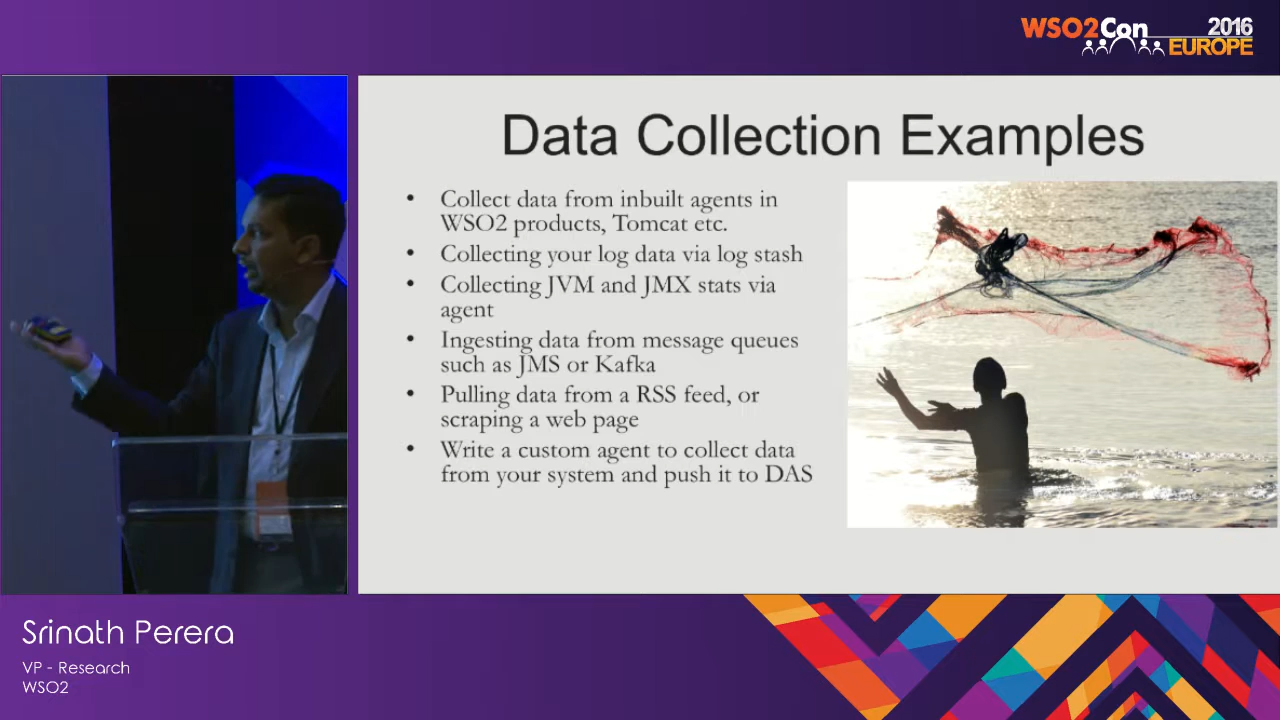 WSO2Con 2016
EUROPE
Data Collection Examples
• Collect data from inbuilt agents in
WSO2 products, Tomcat etc.
• Collecting your log data via log stash
• Collecting JVM and JMX stats via
agent
• Ingesting data from message queues
such as JMS or Kafka
• Pulling data from a RSS feed, or
scraping a web page
• Write a custom agent to collect data
from your system and push it to DAS
Srinath Perera
VP - Research
WSO2